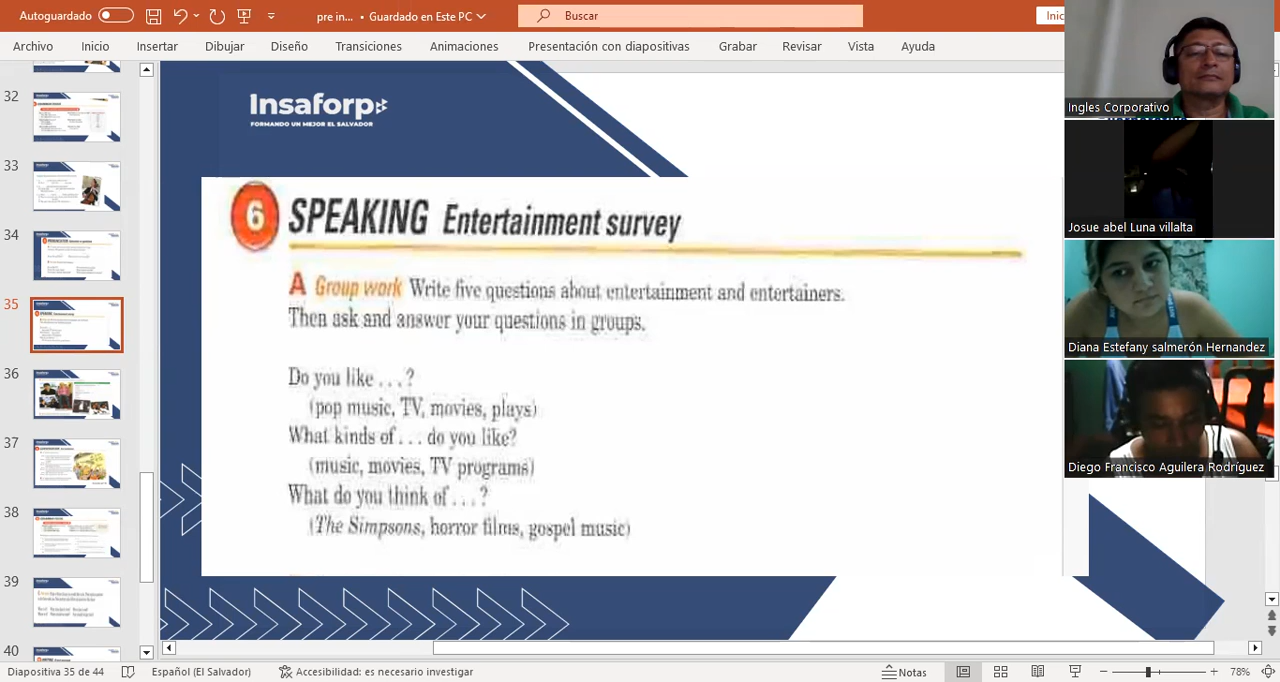 Autoguardado
pre in... • Guardado en Este PC
Buscar
Inic
Archivo Inicio Insertar Dibujar Diseño Transiciones Animaciones Presentación con diapositivas Grabar Revisar Vista Ayuda
32
33
34
35
36
37
38
39
40
Insaforp
FORMANDO UN MEJOR EL SALVADOR
6 SPEAKING Entertainment survey
A Group work Write five questions about entertainment and entertainers.
Then ask and answer your questions in groups.
Do you like . . . ?
(pop music, TV, movies, plays)
What kinds of . . . do you like?
(music, movies, TV programs)
What do you think of . . . ?
(The Simpsons, horror films, gospel music)
Ingles Corporativo
Josue abel Luna villalta
Diana Estefany salmerón Hernandez
Diego Francisco Aguilera Rodríguez
Diapositiva 35 de 44 Español (El Salvador) Accesibilidad: es necesario investigar Notas 78%